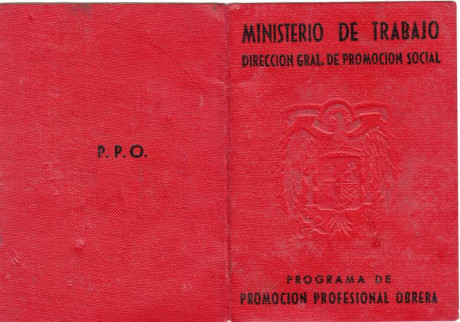 P. P. O.
MINISTERIO DE TRABAJO
DIRECCION GRAL. DE PROMOCION SOCIAL
PROGRAMA DE
PROMOCION PROFESIONAL OBRERA